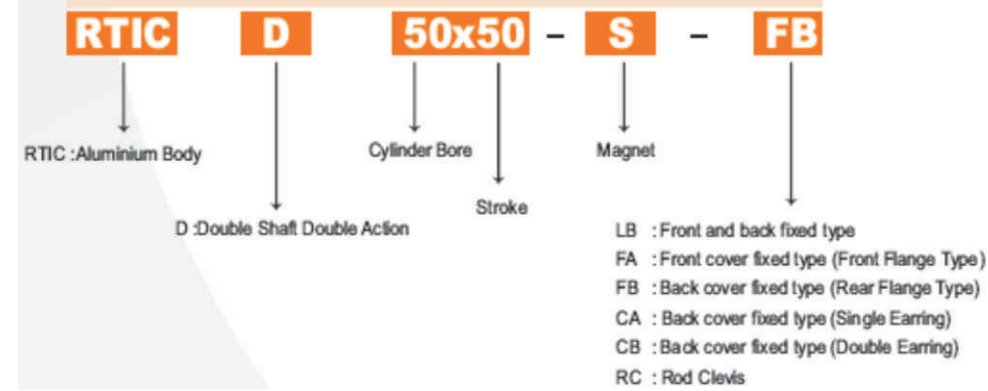 RTIC D 50x50 - S - FB
RTIC :Aluminium Body
Cylinder Bore
Magnet
Stroke
D :Double Shaft Double Action
LB : Front and back fixed type
FA : Front cover fixed type (Front Flange Type)
FB : Back cover fixed type (Rear Flange Type)
CA : Back cover fixed type (Single Earring)
CB : Back cover fixed type (Double Earring)
RC : Rod Clevis